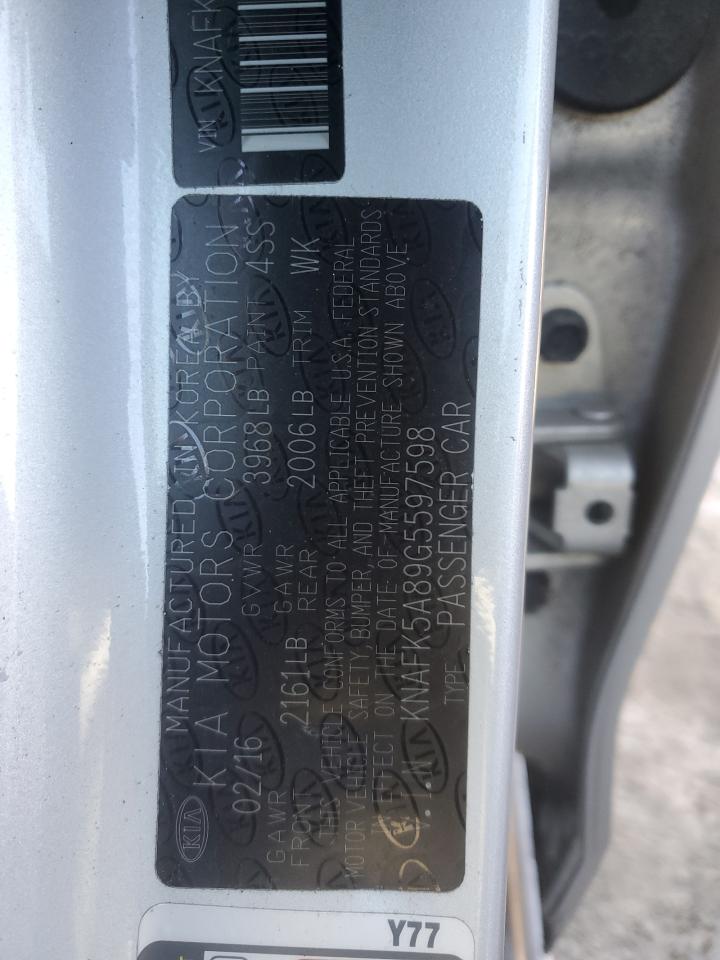 VIN KNAFK
MANUFACTURED IN KOREA BY
KIA MOTORS CORPORATION
KIA
02/16 GVWR 3968LB PAINT 4SS
GAWR FRONT 2161LB GAWR REAR 2006LB TRIM WK
THIS VEHICLE CONFORMS TO ALL APPLICABLE U.S.A. FEDERAL
MOTOR VEHICLE SAFETY, BUMPER, AND THEFT PREVENTION STANDARDS
IN EFFECT ON THE DATE OF MANUFACTURE SHOWN ABOVE.
V.I.N KNAFK5A89G5597598
TYPE PASSENGER CAR
Y77